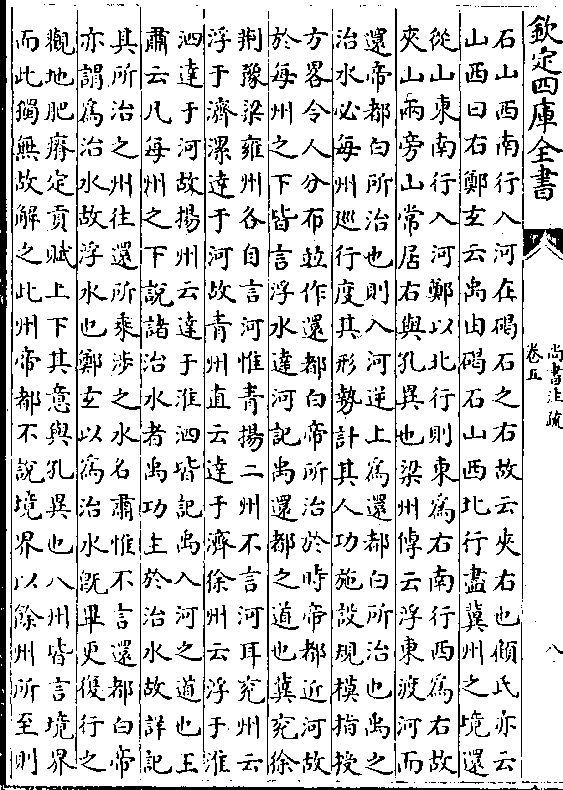 欽定四庫全書
尚書注疏
卷五
八
石山西南行入河在碣石之右故云夾右也顧氏亦云
山西曰右鄭玄云禹由碣石山西北行盡冀州之境還
從山東南行入河鄭以北行則東為右南行西為右故
夾山兩旁山常居右與孔異也梁州傳云浮東渡河而
還帝都白所治也則入河逆上為還都白所治也禹之
治水必每州巡行度其形勢計其人功施設規模指授
方畧令人分布並作還都白帝所治於時帝都近河故
於每州之下皆言浮水達河記禹還都之道也冀兖徐
荆豫梁雍州各自言河惟青揚二州不言河耳兖州云
浮于濟漯達于河故青州直云達于濟徐州云浮于淮
泗達于河故揚州云達于淮泗皆記禹入河之道也王
肅云凡每州之下說諸治水者禹功主於治水故詳記
其所治之州往還所乘涉之水名肅惟不言還都白帝
亦謂為治水故浮水也鄭玄以為治水既畢更復行之
觀地肥瘠定貢賦上下其意與孔異也八州皆言境界
而此獨無故解之此州帝都不說境界以餘州所至則